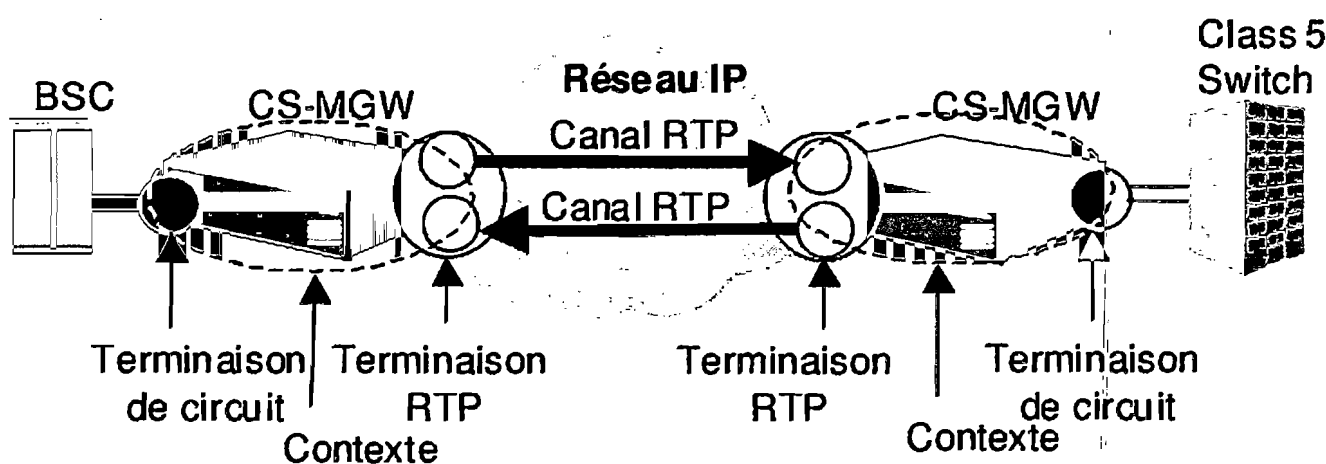 Class 5
Switch
BSC
CS-MGW
Réseau IP
CS-MGW
Canal RTP
Canal RTP
Terminaison
de circuit
Terminaison
RTP
Terminaison
RTP
Terminaison
de circuit
Contexte
Contexte